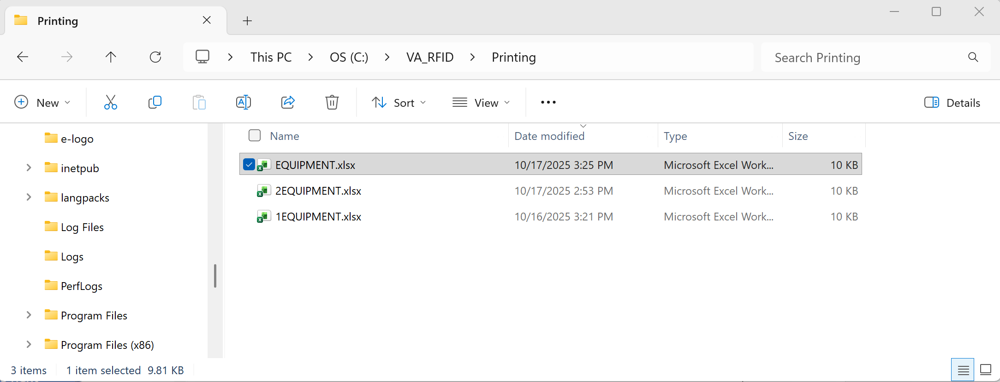 Printing
This PC > OS (C:) > VA_RFID > Printing
Search Printing
New
Sort
View
Details
e-logo
inetpub
langpacks
Log Files
Logs
PerfLogs
Program Files
Program Files (x86)
Name Date modified Type Size
EQUIPMENT.xlsx 10/17/2025 3:25 PM Microsoft Excel Work... 10 KB
2EQUIPMENT.xlsx 10/17/2025 2:53 PM Microsoft Excel Work... 10 KB
1EQUIPMENT.xlsx 10/16/2025 3:21 PM Microsoft Excel Work... 10 KB
3 items 1 item selected 9.81 KB